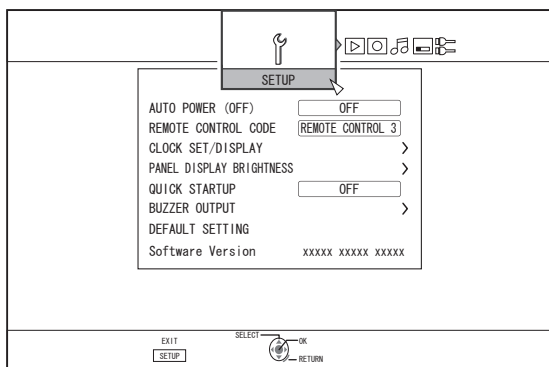 SETUP
AUTO POWER (OFF) OFF
REMOTE CONTROL CODE REMOTE CONTROL 3
CLOCK SET/DISPLAY
PANEL DISPLAY BRIGHTNESS
QUICK STARTUP OFF
BUZZER OUTPUT
DEFAULT SETTING
Software Version xxxxx xxxxx xxxxx
EXIT SELECT OK
SETUP RETURN